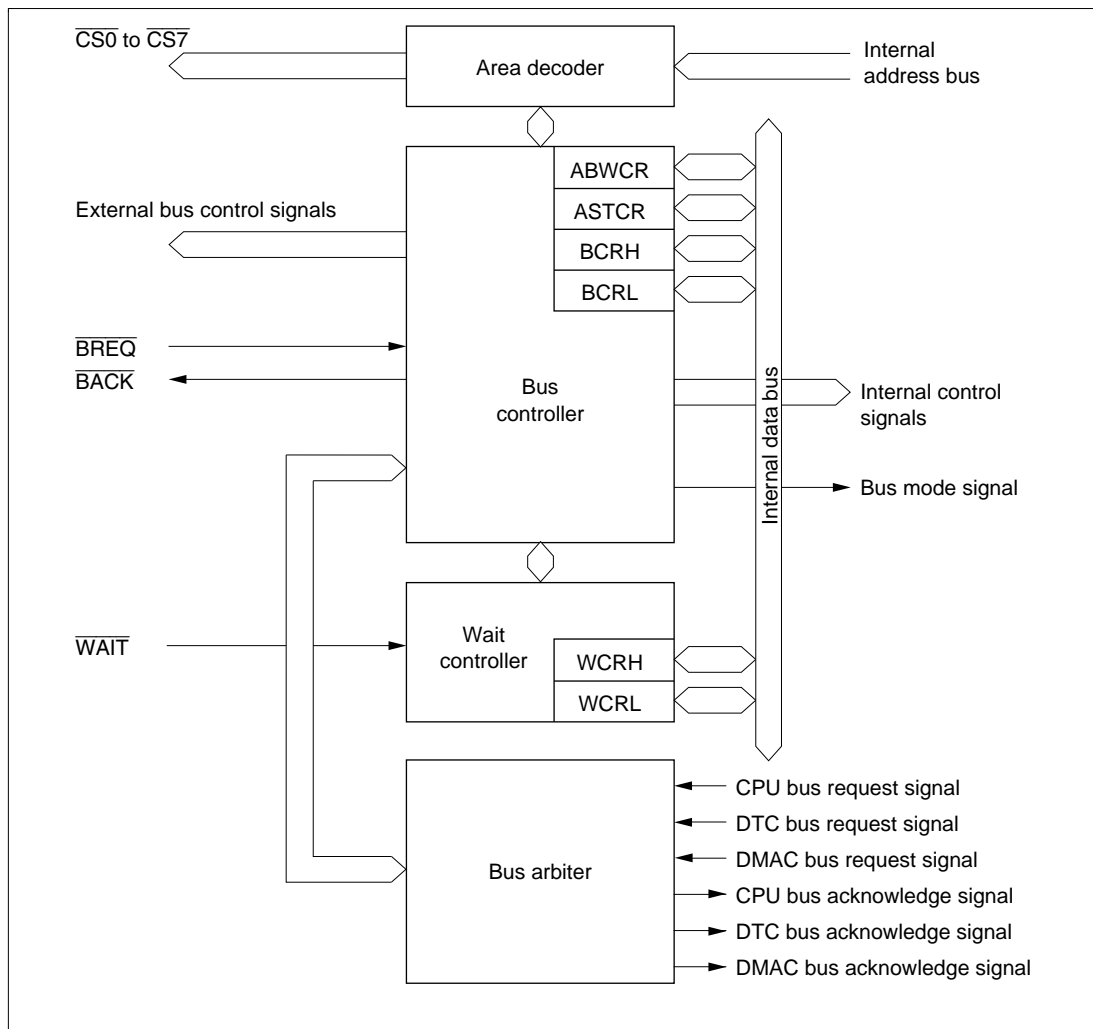 CS0 to CS7
Area decoder
Internal
address bus
ABWCR
ASTCR
BCRH
BCRL
External bus control signals
BREQ
BACK
Bus
controller
Internal control
signals
Internal data bus
Bus mode signal
WAIT
Wait
controller
WCRH
WCRL
Bus arbiter
CPU bus request signal
DTC bus request signal
DMAC bus request signal
CPU bus acknowledge signal
DTC bus acknowledge signal
DMAC bus acknowledge signal